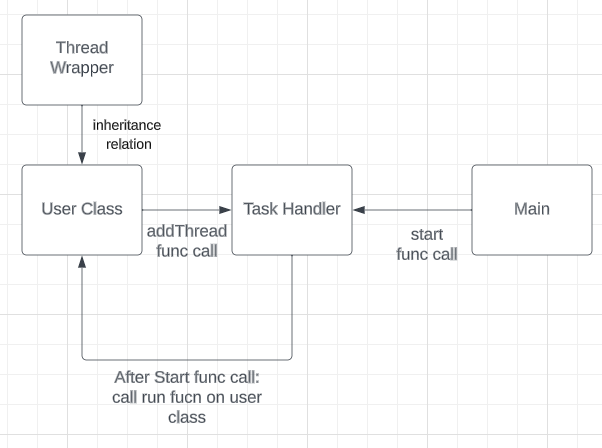 Thread
Wrapper
inheritance
relation
User Class
addThread
func call
Task Handler
start
func call
Main
After Start func call:
call run fucn on user
class